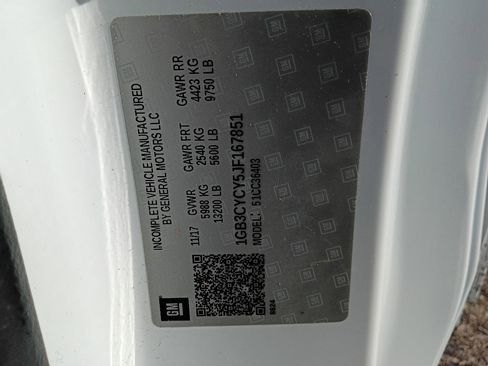 INCOMPLETE VEHICLE MANUFACTURED
BY GENERAL MOTORS LLC
11/17 GVWR GAWR FRT GAWR RR
5988 KG 2540 KG 4423 KG
13200 LB 5600 LB 9750 LB
1GB3CYCY5JF167851
MODEL: 51CC36403
GM
8824